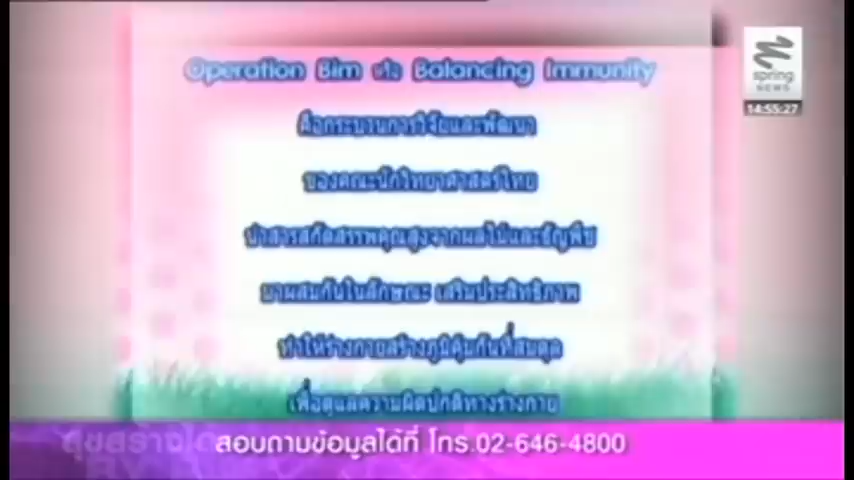 Operation Bim หรือ Balancing Immunity
คือกระบวนการวิจัยและพัฒนา
ของคณะนักวิทยาศาสตร์ไทย
นำสารสกัดสรรพคุณสูงจากผลไม้และธัญพืช
มาผสมกันในลักษณะ เสริมประสิทธิภาพ
ทำให้ร่างกายสร้างภูมิคุ้มกันที่สมดุล
เพื่อดูแลความผิดปกติทางร่างกาย
spring
NEWS
14:55:27
สอบถามข้อมูลได้ที่ โทร.02-646-4800